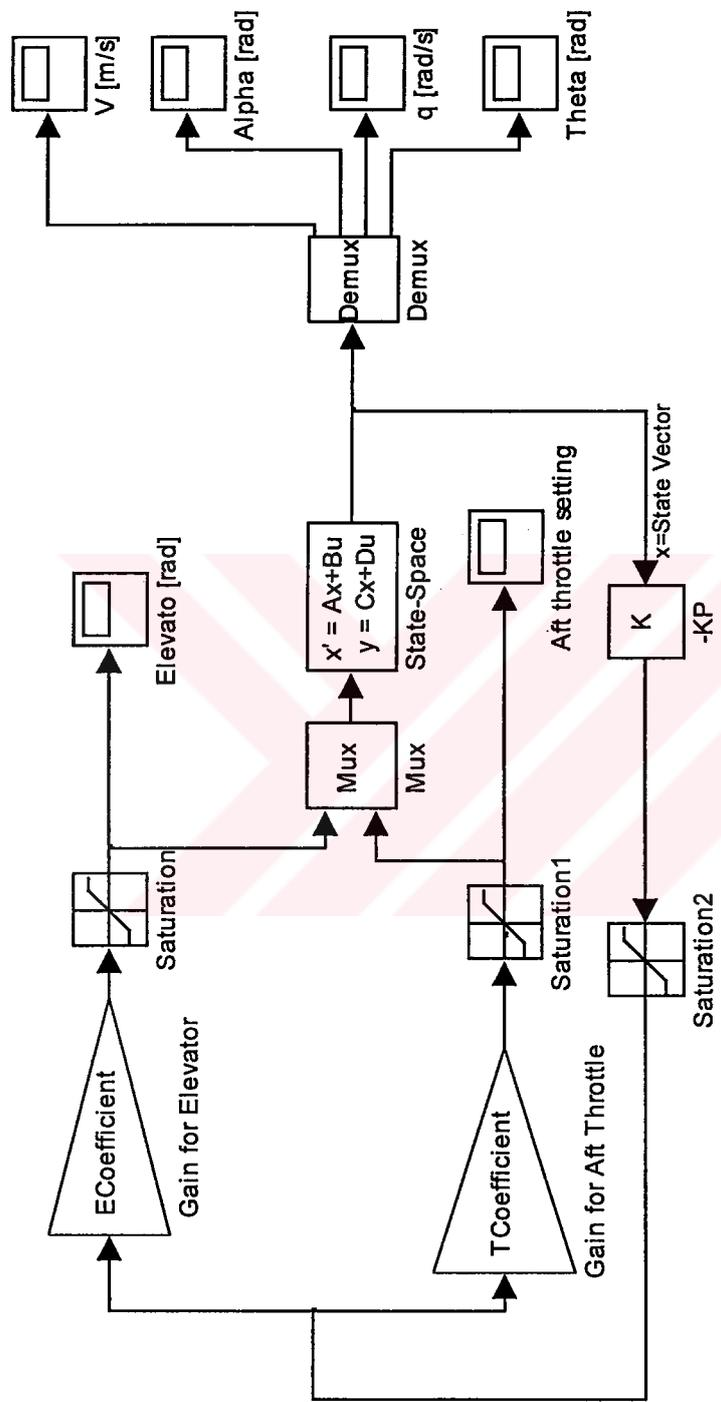 V [m/s]
Alpha [rad]
q [rad/s]
Theta [rad]
Demux
Demux
Elevato [rad]
x' = Ax+Bu
y = Cx+Du
State-Space
Mux
Mux
Aft throttle setting
x=State Vector
K
-KP
Saturation
Saturation1
Saturation2
ECoefficient
Gain for Elevator
TCoefficient
Gain for Aft Throttle